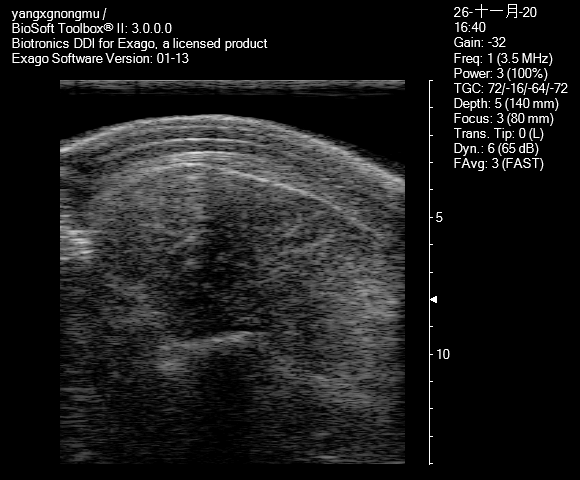 yangxgnongmu /
BioSoft Toolbox® II: 3.0.0.0
Biotronics DDI for Exago, a licensed product
Exago Software Version: 01-13
26-十一月-20
16:40
Gain: -32
Freq: 1 (3.5 MHz)
Power: 3 (100%)
TGC: 72/-16/-64/-72
Depth: 5 (140 mm)
Focus: 3 (80 mm)
Trans. Tip: 0 (L)
Dyn.: 6 (65 dB)
FAvg: 3 (FAST)
5
10